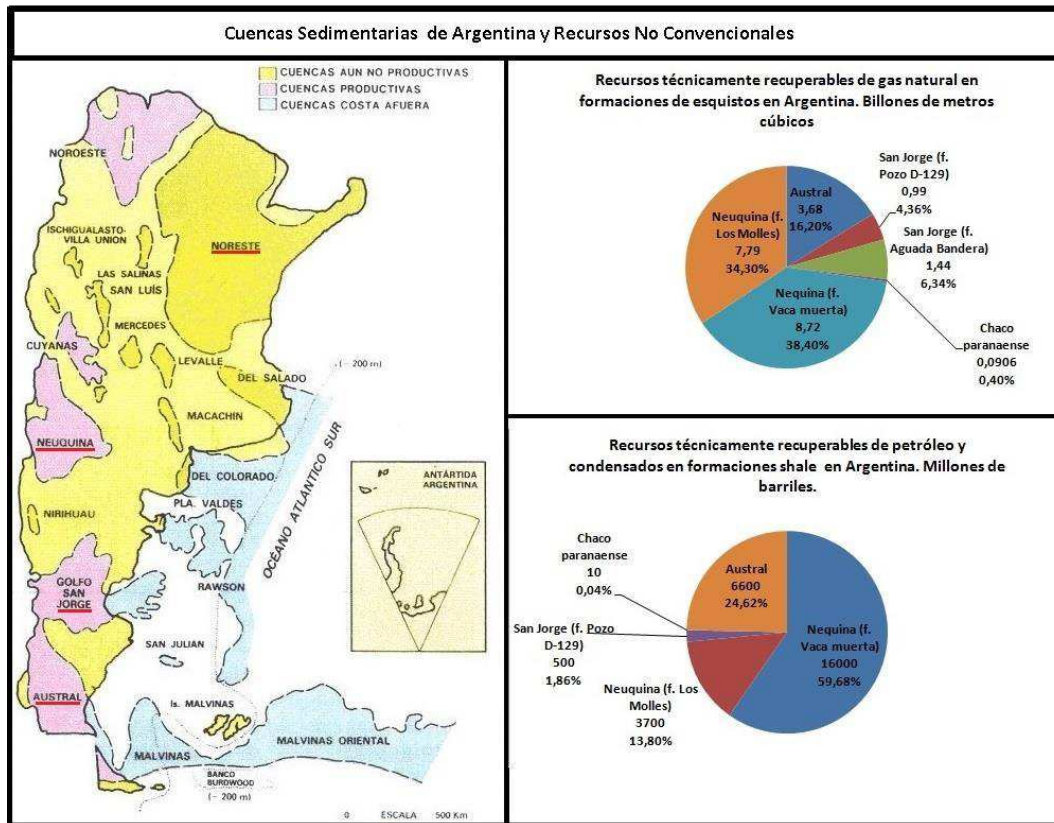 Cuencas Sedimentarias de Argentina y Recursos No Convencionales
CUENCAS AUN NO PRODUCTIVAS
CUENCAS PRODUCTIVAS
CUENCAS COSTA AFUERA
NOROESTE
ISCHIGUALASTO-
VILLA UNION
NORESTE
LAS SALINAS
SAN LUÍS
MERCEDES
CUYANAS
LEVALLE
(- 200 m)
DEL SALADO
MACACHIN
NEUQUINA
DEL COLORADO
PLA. VALDES
OCÉANO ATLÁNTICO SUR
ANTÁRTIDA
ARGENTINA
NIRIHUAU
RAWSON
GOLFO
SAN
JORGE
SAN JULIAN
AUSTRAL
Is. MALVINAS
MALVINAS ORIENTAL
MALVINAS
BANCO
BURDWOOD
(- 200 m)
0 ESCALA 500 Km
Recursos técnicamente recuperables de gas natural en
formaciones de esquistos en Argentina. Billones de metros
cúbicos
Austral
3,68
16,20%
San Jorge (f.
Pozo D-129)
0,99
4,36%
San Jorge (f.
Aguada Bandera)
1,44
6,34%
Chaco
paranaense
0,0906
0,40%
Nequina (f.
Vaca muerta)
8,72
38,40%
Neuquina (f.
Los Molles)
7,79
34,30%
Recursos técnicamente recuperables de petróleo y
condensados en formaciones shale en Argentina. Millones de
barriles.
Chaco
paranaense
10
0,04%
Austral
6600
24,62%
Nequina (f.
Vaca muerta)
16000
59,68%
San Jorge (f. Pozo
D-129)
500
1,86%
Neuquina (f. Los
Molles)
3700
13,80%